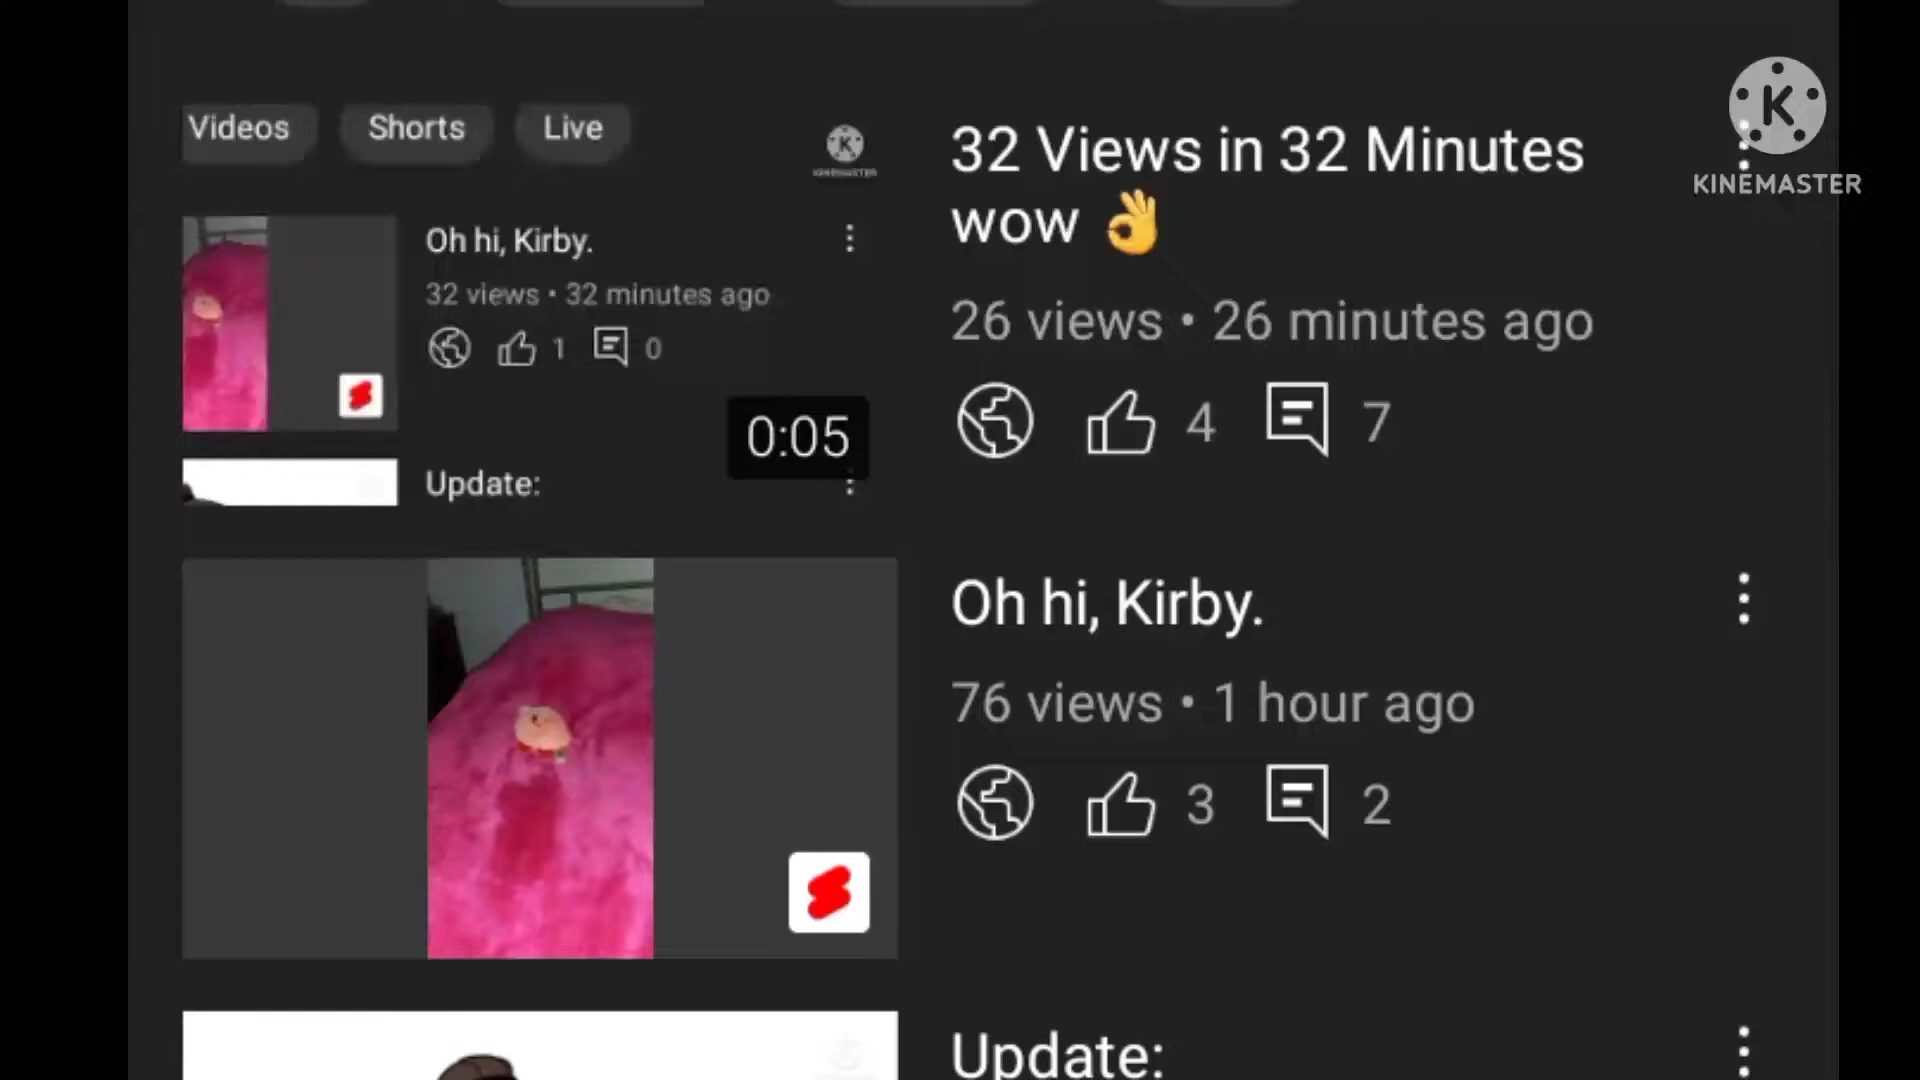 Videos
Shorts
Live
KINEMASTER
Oh hi, Kirby.
32 views • 32 minutes ago
1
0
0:05
Update:
32 Views in 32 Minutes
wow 👌
26 views • 26 minutes ago
4
7
K
KINEMASTER
Oh hi, Kirby.
76 views • 1 hour ago
3
2
Update: